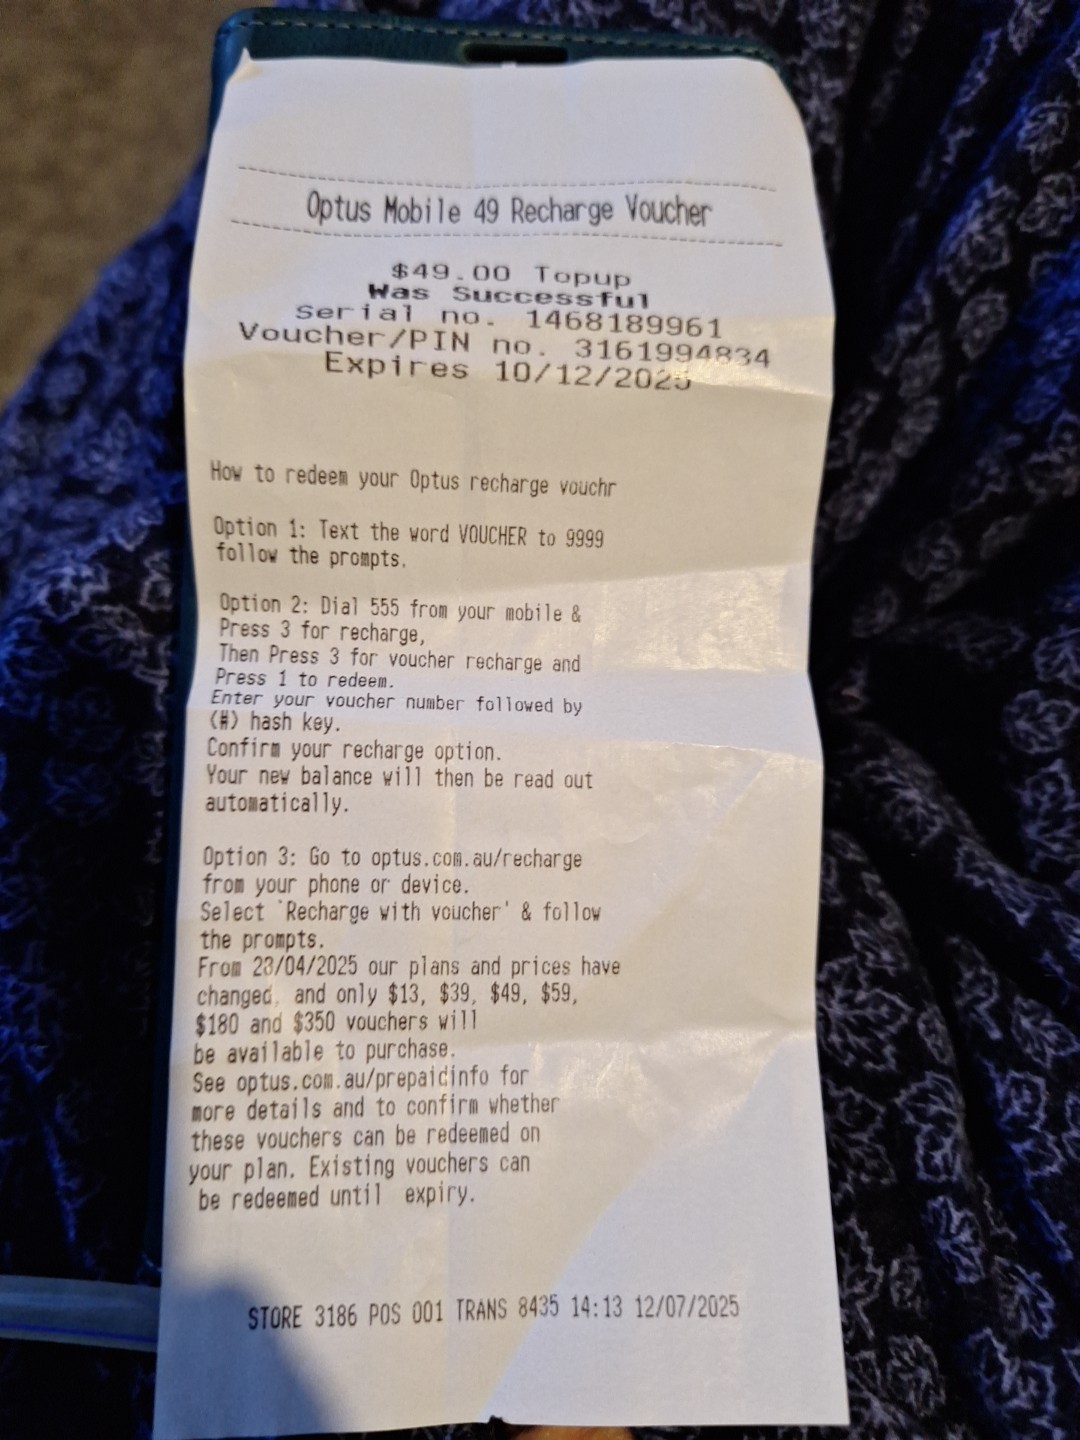 Optus Mobile 49 Recharge Voucher
$49.00 Topup
Was Successful
Serial no. 1468189961
Voucher/PIN no. 3161994834
Expires 10/12/2025
How to redeem your Optus recharge vouchr
Option 1: Text the word VOUCHER to 9999
follow the prompts.
Option 2: Dial 555 from your mobile &
Press 3 for recharge,
Then Press 3 for voucher recharge and
Press 1 to redeem.
Enter your voucher number followed by
(#) hash key.
Confirm your recharge option.
Your new balance will then be read out
automatically.
Option 3: Go to optus.com.au/recharge
from your phone or device.
Select `Recharge with voucher' & follow
the prompts.
From 23/04/2025 our plans and prices have
changed, and only $13, $39, $49, $59,
$180 and $350 vouchers will
be available to purchase.
See optus.com.au/prepaidinfo for
more details and to confirm whether
these vouchers can be redeemed on
your plan. Existing vouchers can
be redeemed until expiry.
STORE 3186 POS 001 TRANS 8435 14:13 12/07/2025